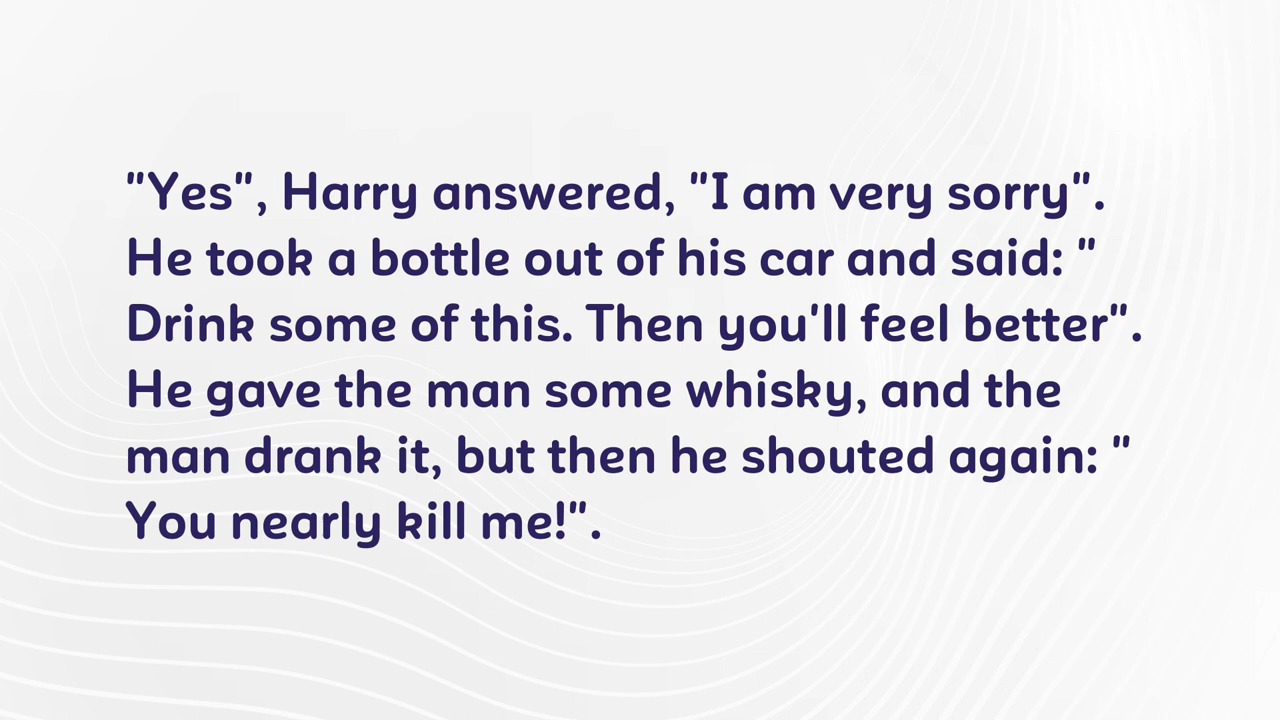 "Yes", Harry answered, "I am very sorry".
He took a bottle out of his car and said: "
Drink some of this. Then you'll feel better".
He gave the man some whisky, and the
man drank it, but then he shouted again: "
You nearly kill me!".